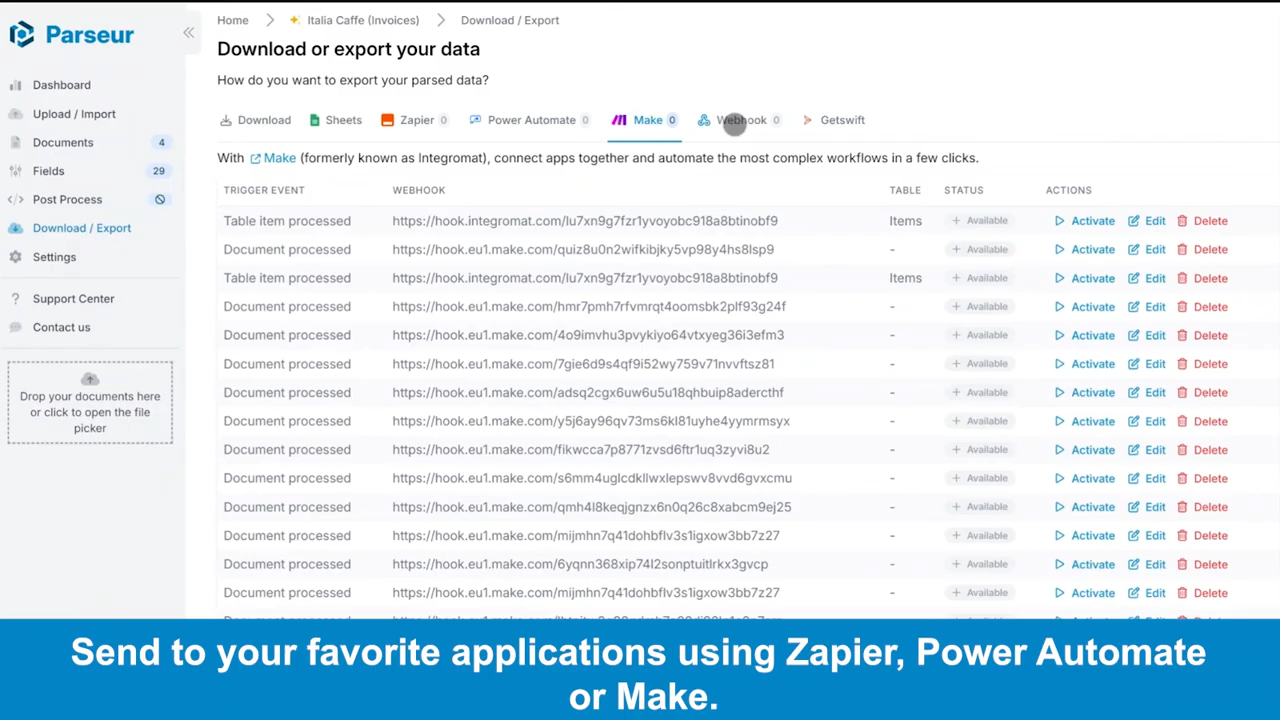 Parseur
Home > Italia Caffe (Invoices) > Download / Export
Download or export your data
How do you want to export your parsed data?
Dashboard
Upload / Import
Documents 4
Fields 29
Post Process
Download / Export
Settings
Support Center
Contact us
Drop your documents here
or click to open the file
picker
Download Sheets Zapier 0 Power Automate 0 Make 0 Webhook 0 Getswift
With Make (formerly known as Integromat), connect apps together and automate the most complex workflows in a few clicks.
TRIGGER EVENT WEBHOOK TABLE STATUS ACTIONS
Table item processed https://hook.integromat.com/lu7xn9g7fzr1yvoyobc918a8btinobf9 Items + Available Activate Edit Delete
Document processed https://hook.eu1.make.com/quiz8u0n2wifkibjky5vp98y4hs8lsp9 - + Available Activate Edit Delete
Table item processed https://hook.integromat.com/lu7xn9g7fzr1yvoyobc918a8btinobf9 Items + Available Activate Edit Delete
Document processed https://hook.eu1.make.com/hmr7pmh7rfvmrqt4oomsbk2plf93g24f - + Available Activate Edit Delete
Document processed https://hook.eu1.make.com/4o9imvhu3pvykiyo64vtxyeg36i3efm3 - + Available Activate Edit Delete
Document processed https://hook.eu1.make.com/7gie6d9s4qf9i52wy759v71nvvftsz81 - + Available Activate Edit Delete
Document processed https://hook.eu1.make.com/adsq2cgx6uw6u5u18qhbuip8adercthf - + Available Activate Edit Delete
Document processed https://hook.eu1.make.com/y5j6ay96qv73ms6kl81uyhe4yymrmsyx - + Available Activate Edit Delete
Document processed https://hook.eu1.make.com/fikwcca7p8771zvsd6ftr1uq3zyvi8u2 - + Available Activate Edit Delete
Document processed https://hook.eu1.make.com/s6mm4uglcdkllwxlepswv8vvd6gvxcmu - + Available Activate Edit Delete
Document processed https://hook.eu1.make.com/qmh4l8keqjgnzx6n0q26c8xabcm9ej25 - + Available Activate Edit Delete
Document processed https://hook.eu1.make.com/mijmhn7q41dohbflv3s1igxow3bb7z27 - + Available Activate Edit Delete
Document processed https://hook.eu1.make.com/6yqnn368xip74l2sonptuitlrkx3gvcp - + Available Activate Edit Delete
Document processed https://hook.eu1.make.com/mijmhn7q41dohbflv3s1igxow3bb7z27 - + Available Activate Edit Delete
Send to your favorite applications using Zapier, Power Automate
or Make.